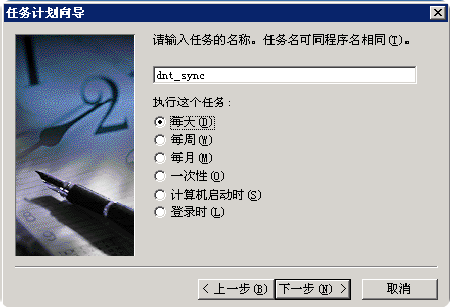 任务计划向导
请输入任务的名称。任务名可同程序名相同(I)。
dnt_sync
执行这个任务:
每天(D)
每周(W)
每月(M)
一次性(O)
计算机启动时(S)
登录时(L)
< 上一步(B)
下一步(N) >
取消